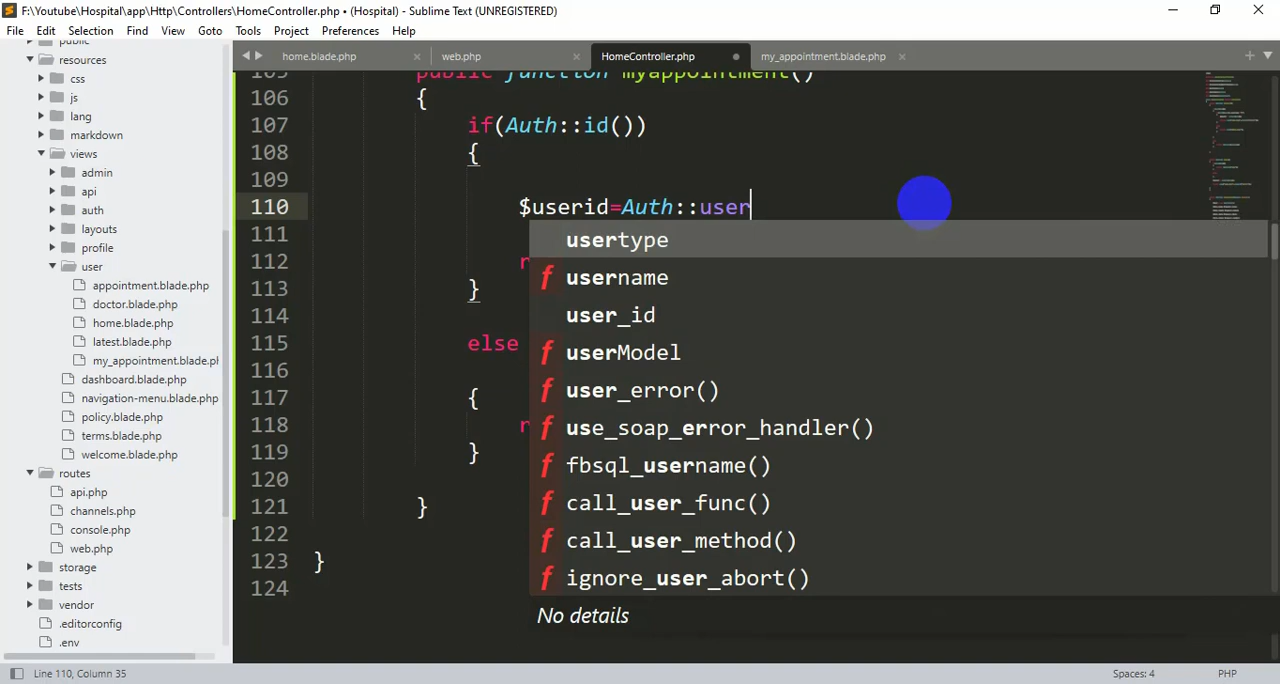 F:\Youtube\Hospital\app\Http\Controllers\HomeController.php • (Hospital) - Sublime Text (UNREGISTERED)
File Edit Selection Find View Goto Tools Project Preferences Help
home.blade.php web.php HomeController.php my_appointment.blade.php
public
resources
css
js
lang
markdown
views
admin
api
auth
layouts
profile
user
appointment.blade.php
doctor.blade.php
home.blade.php
latest.blade.php
my_appointment.blade.pl
dashboard.blade.php
navigation-menu.blade.php
policy.blade.php
terms.blade.php
welcome.blade.php
routes
api.php
channels.php
console.php
web.php
storage
tests
vendor
.editorconfig
.env
105 public function myappointment()
106 {
107 if(Auth::id())
108 {
109
110 $userid=Auth::user
111
112 r
113 }
114
115 else
116
117 {
118 r
119 }
120
121 }
122
123 }
124
usertype
f username
user_id
f userModel
f user_error()
f use_soap_error_handler()
f fbsql_username()
f call_user_func()
f call_user_method()
f ignore_user_abort()
No details
Line 110, Column 35 Spaces: 4 PHP